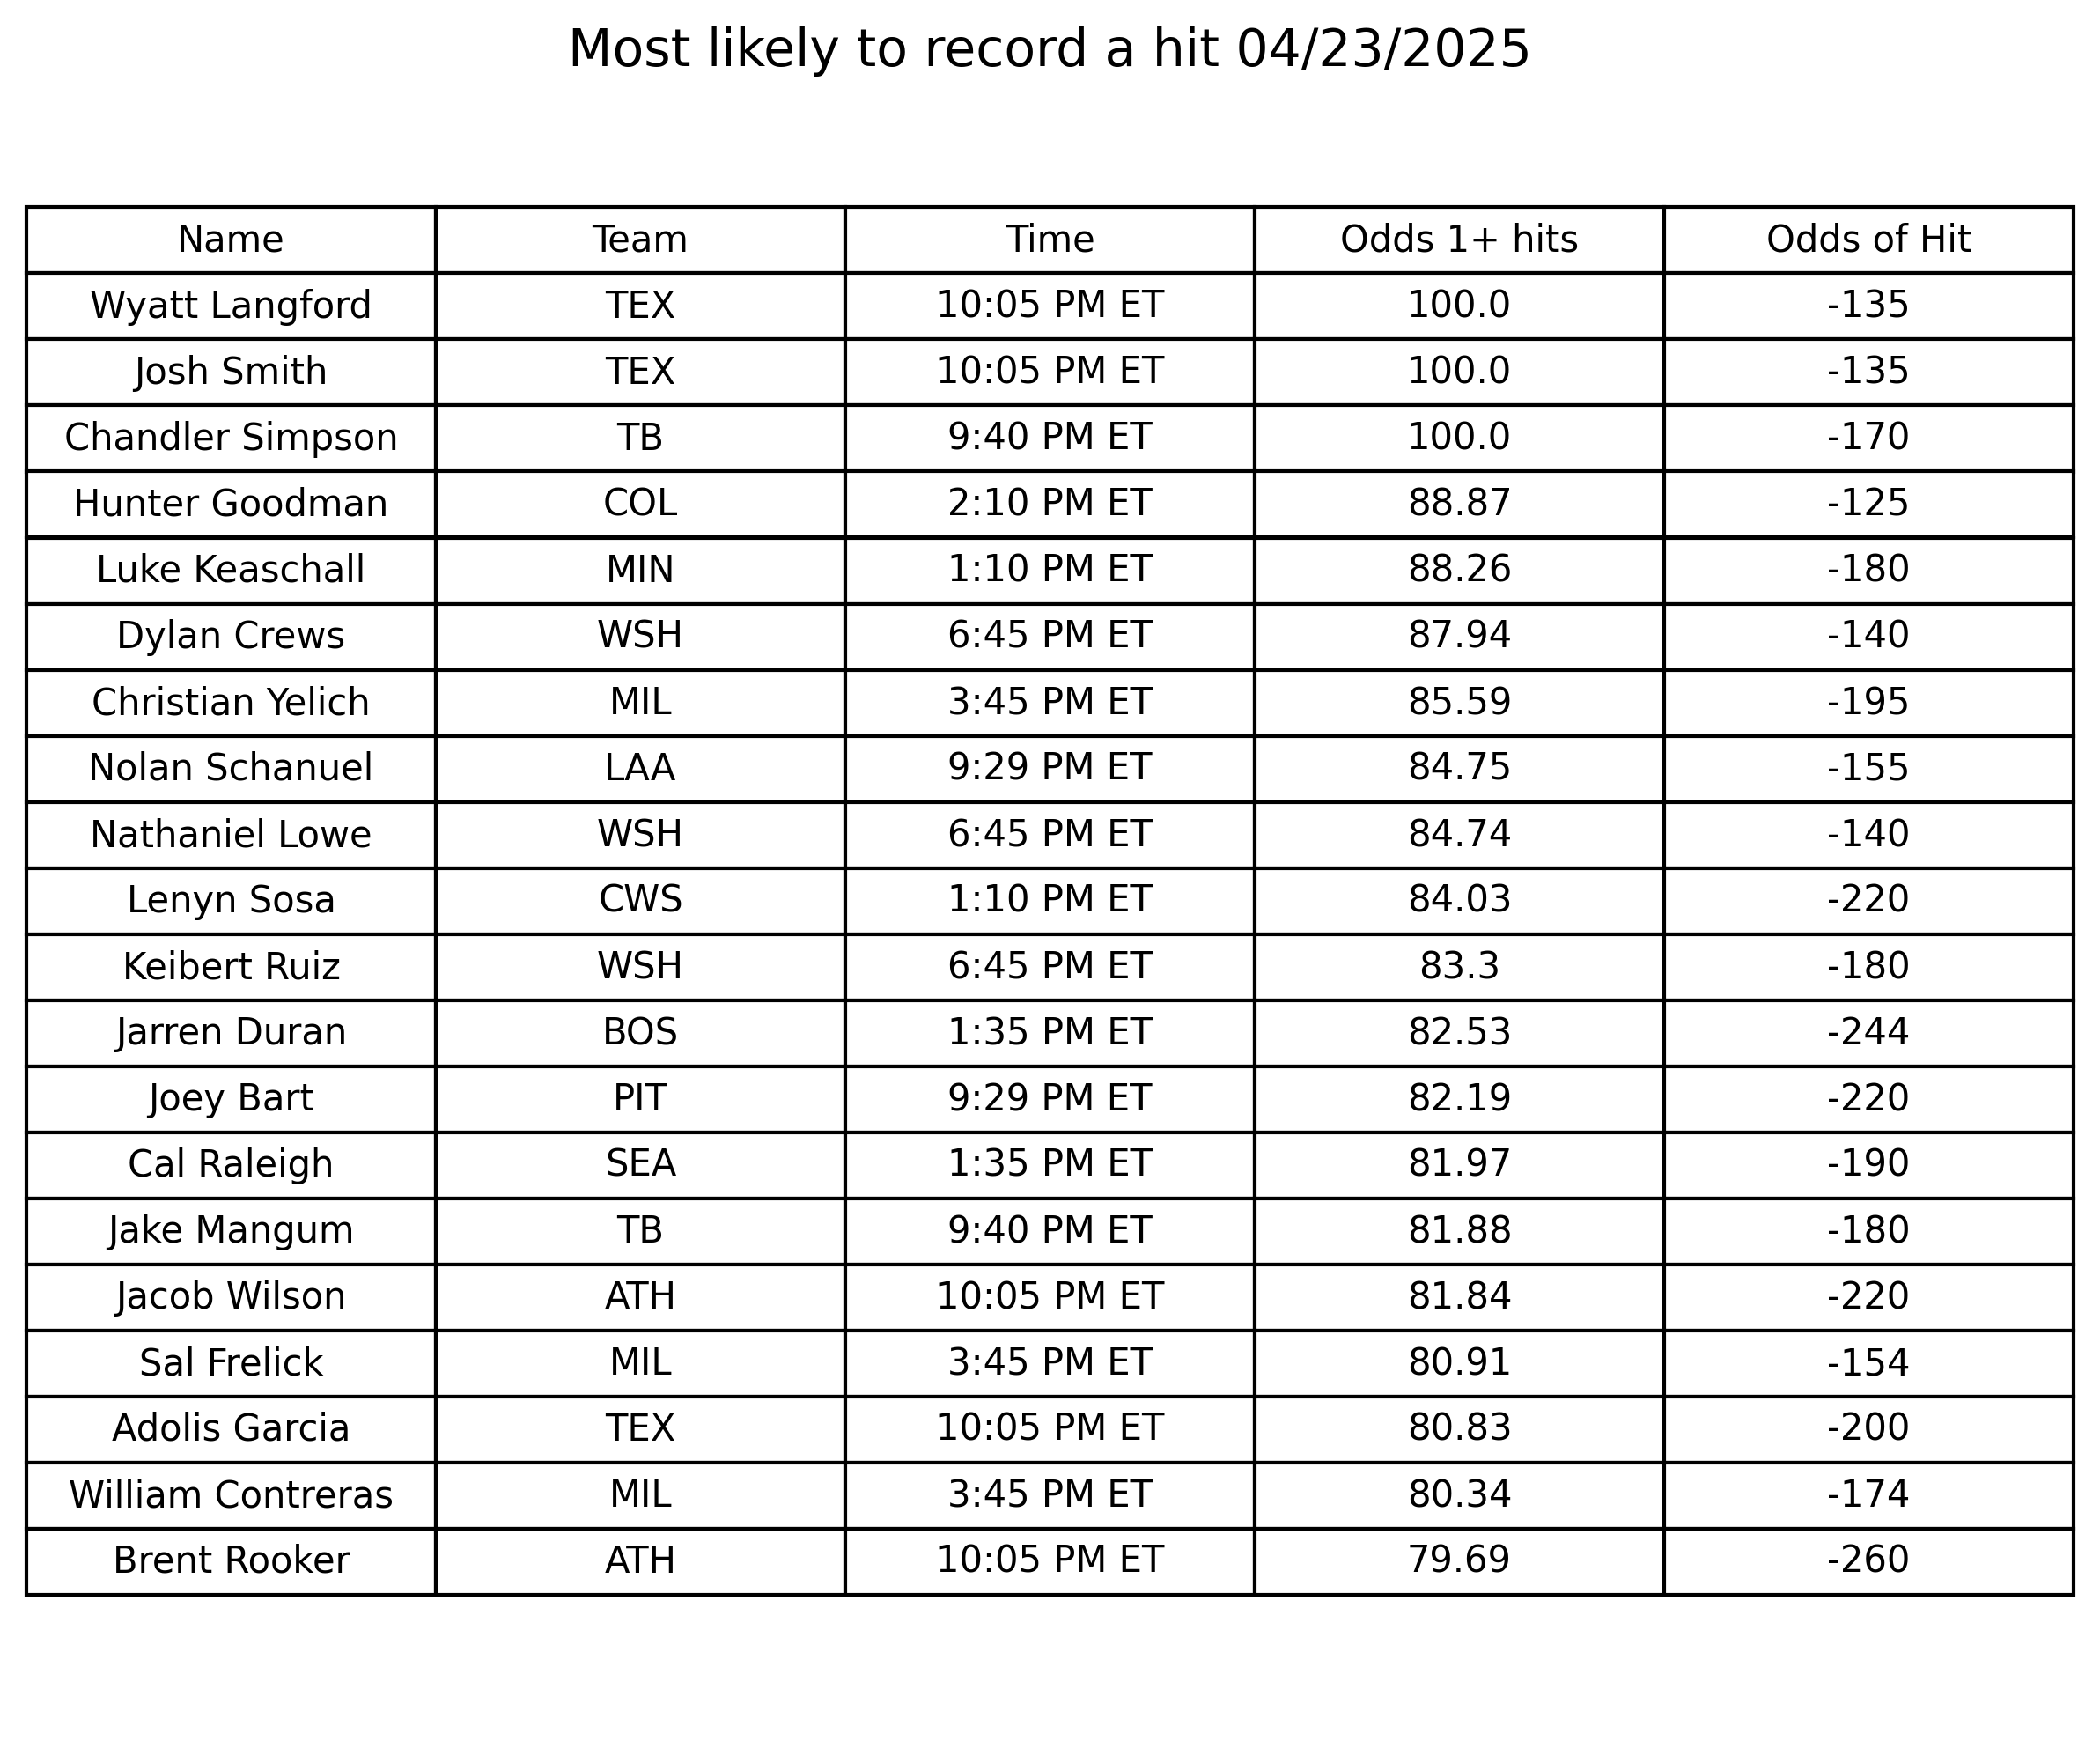 Most likely to record a hit 04/23/2025
Name Team Time Odds 1+ hits Odds of Hit
Wyatt Langford TEX 10:05 PM ET 100.0 -135
Josh Smith TEX 10:05 PM ET 100.0 -135
Chandler Simpson TB 9:40 PM ET 100.0 -170
Hunter Goodman COL 2:10 PM ET 88.87 -125
Luke Keaschall MIN 1:10 PM ET 88.26 -180
Dylan Crews WSH 6:45 PM ET 87.94 -140
Christian Yelich MIL 3:45 PM ET 85.59 -195
Nolan Schanuel LAA 9:29 PM ET 84.75 -155
Nathaniel Lowe WSH 6:45 PM ET 84.74 -140
Lenyn Sosa CWS 1:10 PM ET 84.03 -220
Keibert Ruiz WSH 6:45 PM ET 83.3 -180
Jarren Duran BOS 1:35 PM ET 82.53 -244
Joey Bart PIT 9:29 PM ET 82.19 -220
Cal Raleigh SEA 1:35 PM ET 81.97 -190
Jake Mangum TB 9:40 PM ET 81.88 -180
Jacob Wilson ATH 10:05 PM ET 81.84 -220
Sal Frelick MIL 3:45 PM ET 80.91 -154
Adolis Garcia TEX 10:05 PM ET 80.83 -200
William Contreras MIL 3:45 PM ET 80.34 -174
Brent Rooker ATH 10:05 PM ET 79.69 -260